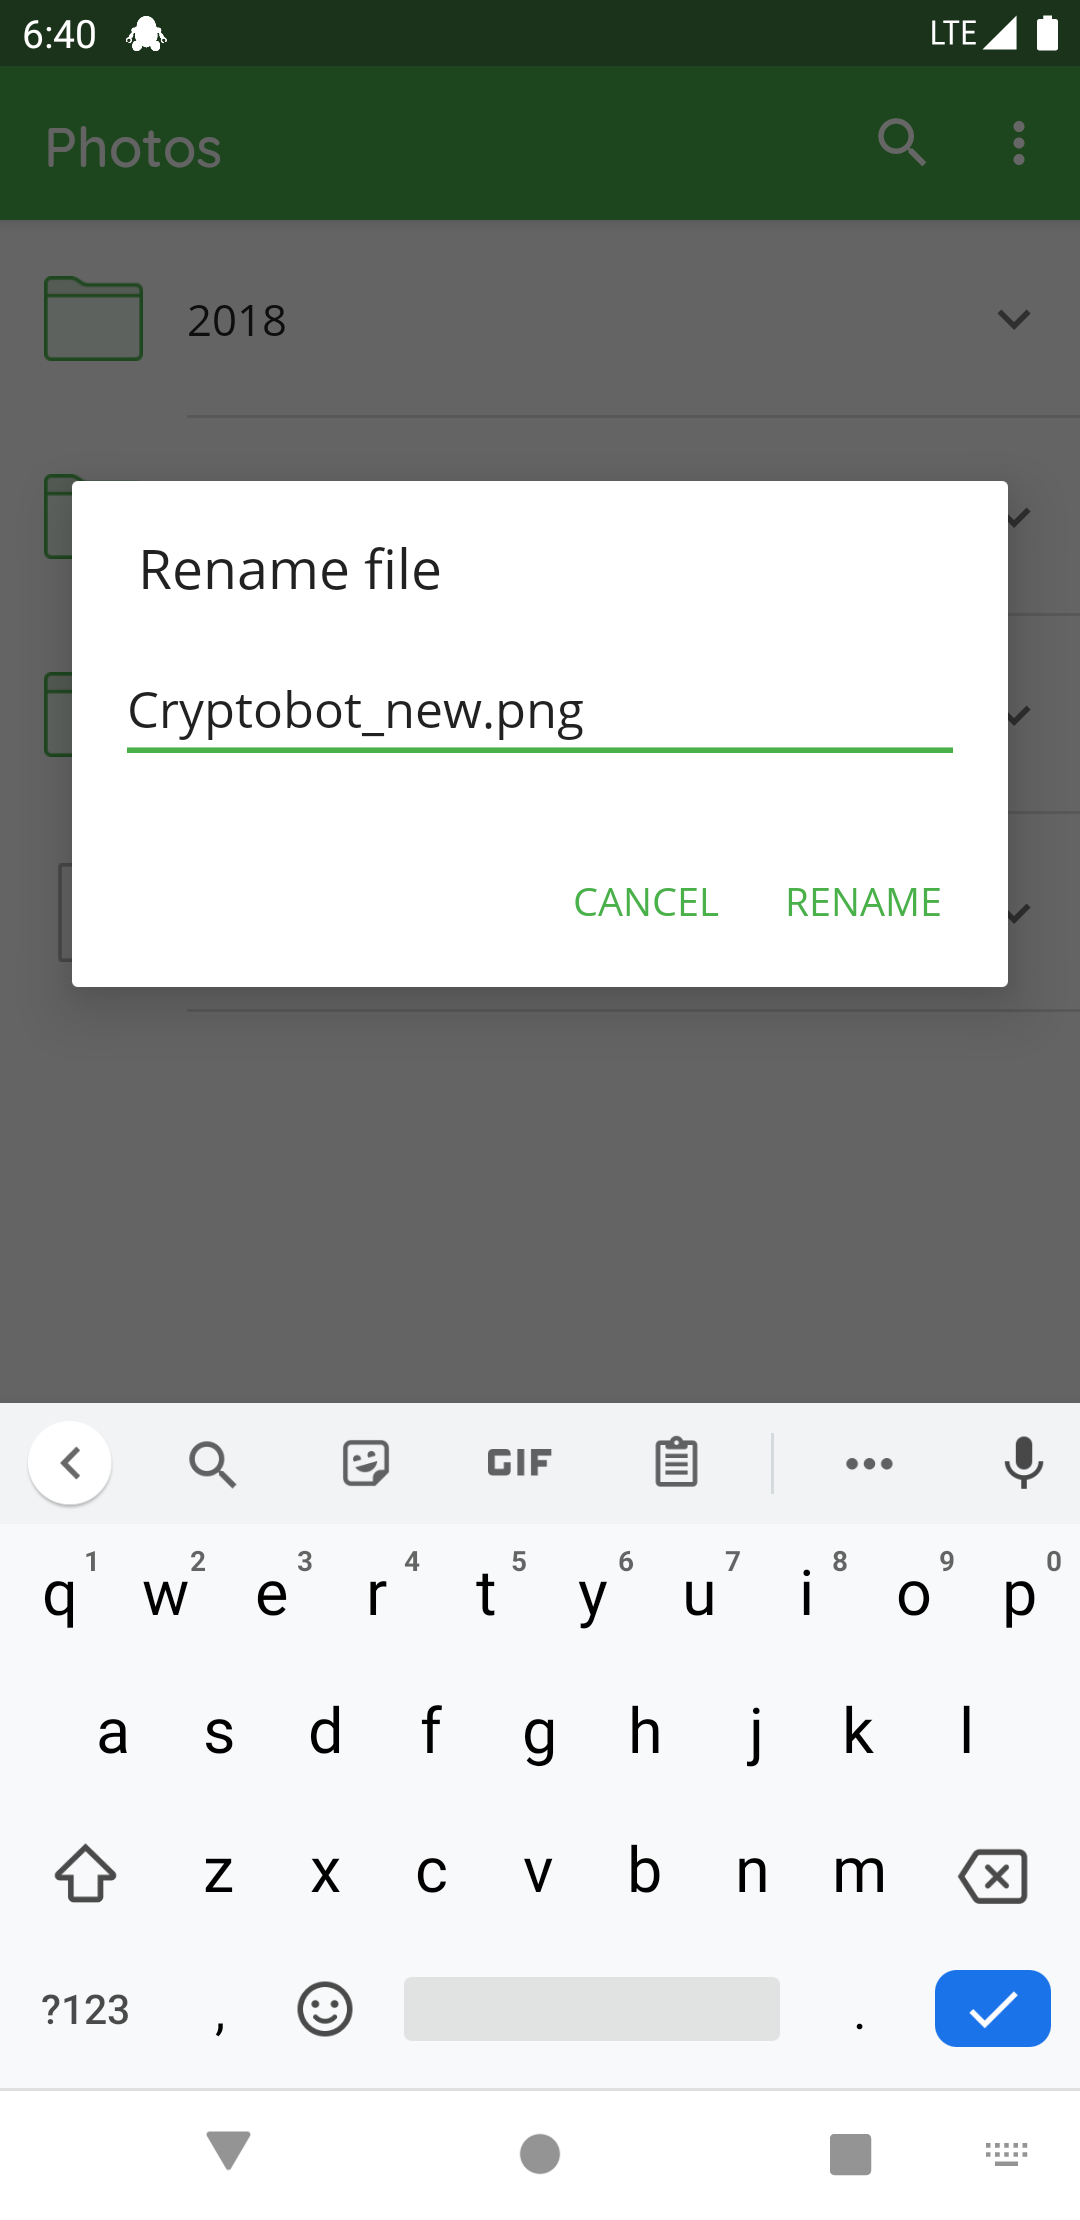 6:40 LTE
Photos
2018
Rename file
Cryptobot_new.png
CANCEL RENAME
GIF
1 2 3 4 5 6 7 8 9 0
q w e r t y u i o p
a s d f g h j k l
z x c v b n m
?123 , .